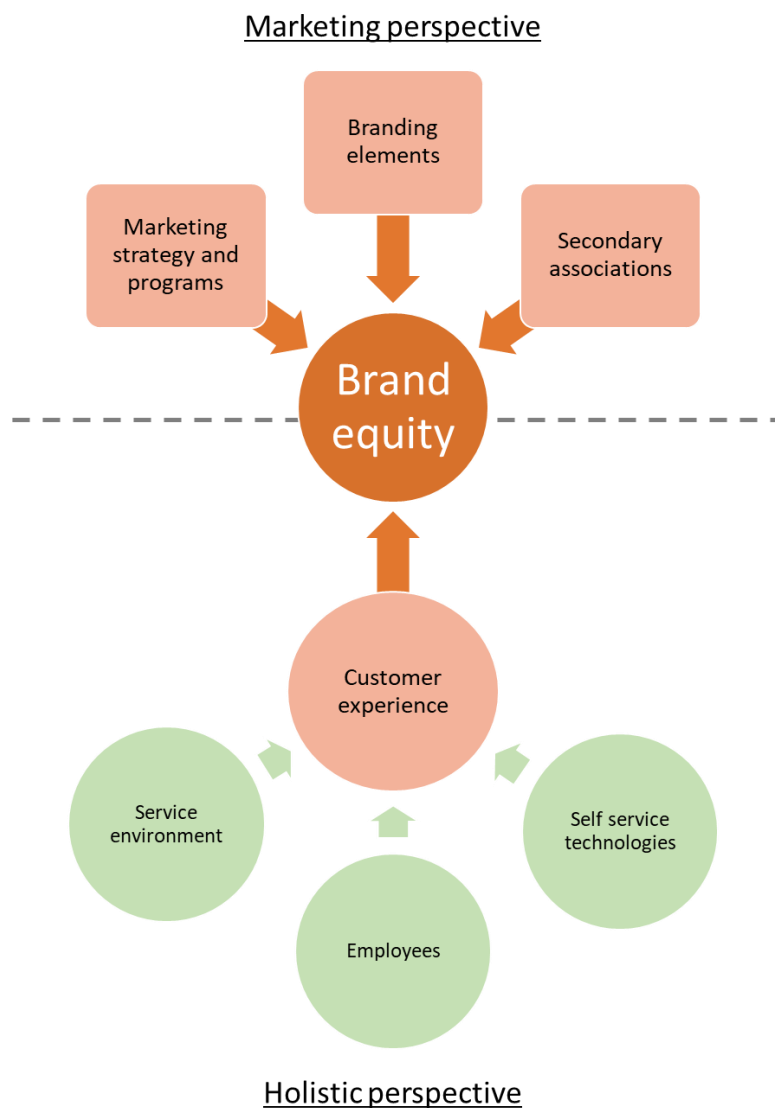 Marketing perspective
Branding
elements
Marketing
strategy and
programs
Secondary
associations
Brand
equity
Customer
experience
Service
environment
Self service
technologies
Employees
Holistic perspective